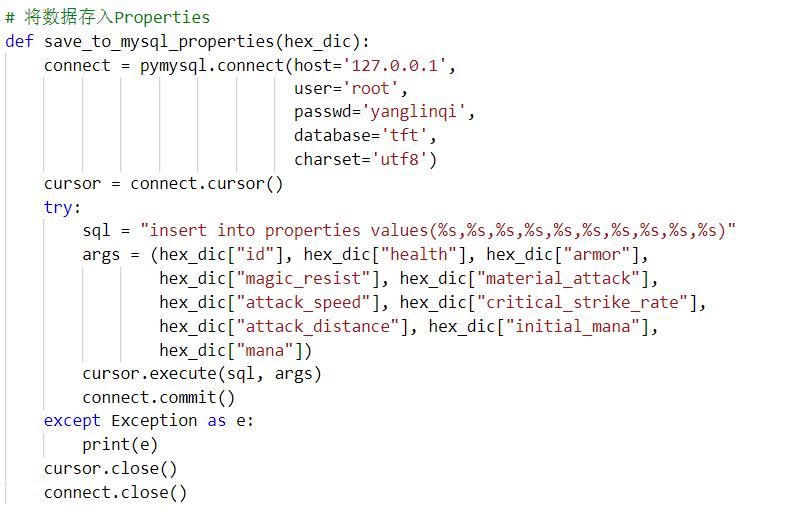 # 将数据存入Properties
def save_to_mysql_properties(hex_dic):
    connect = pymysql.connect(host='127.0.0.1',
                              user='root',
                              passwd='yanglinqi',
                              database='tft',
                              charset='utf8')
    cursor = connect.cursor()
    try:
        sql = "insert into properties values(%s,%s,%s,%s,%s,%s,%s,%s,%s,%s)"
        args = (hex_dic["id"], hex_dic["health"], hex_dic["armor"],
                hex_dic["magic_resist"], hex_dic["material_attack"],
                hex_dic["attack_speed"], hex_dic["critical_strike_rate"],
                hex_dic["attack_distance"], hex_dic["initial_mana"],
                hex_dic["mana"])
        cursor.execute(sql, args)
        connect.commit()
    except Exception as e:
        print(e)
    cursor.close()
    connect.close()